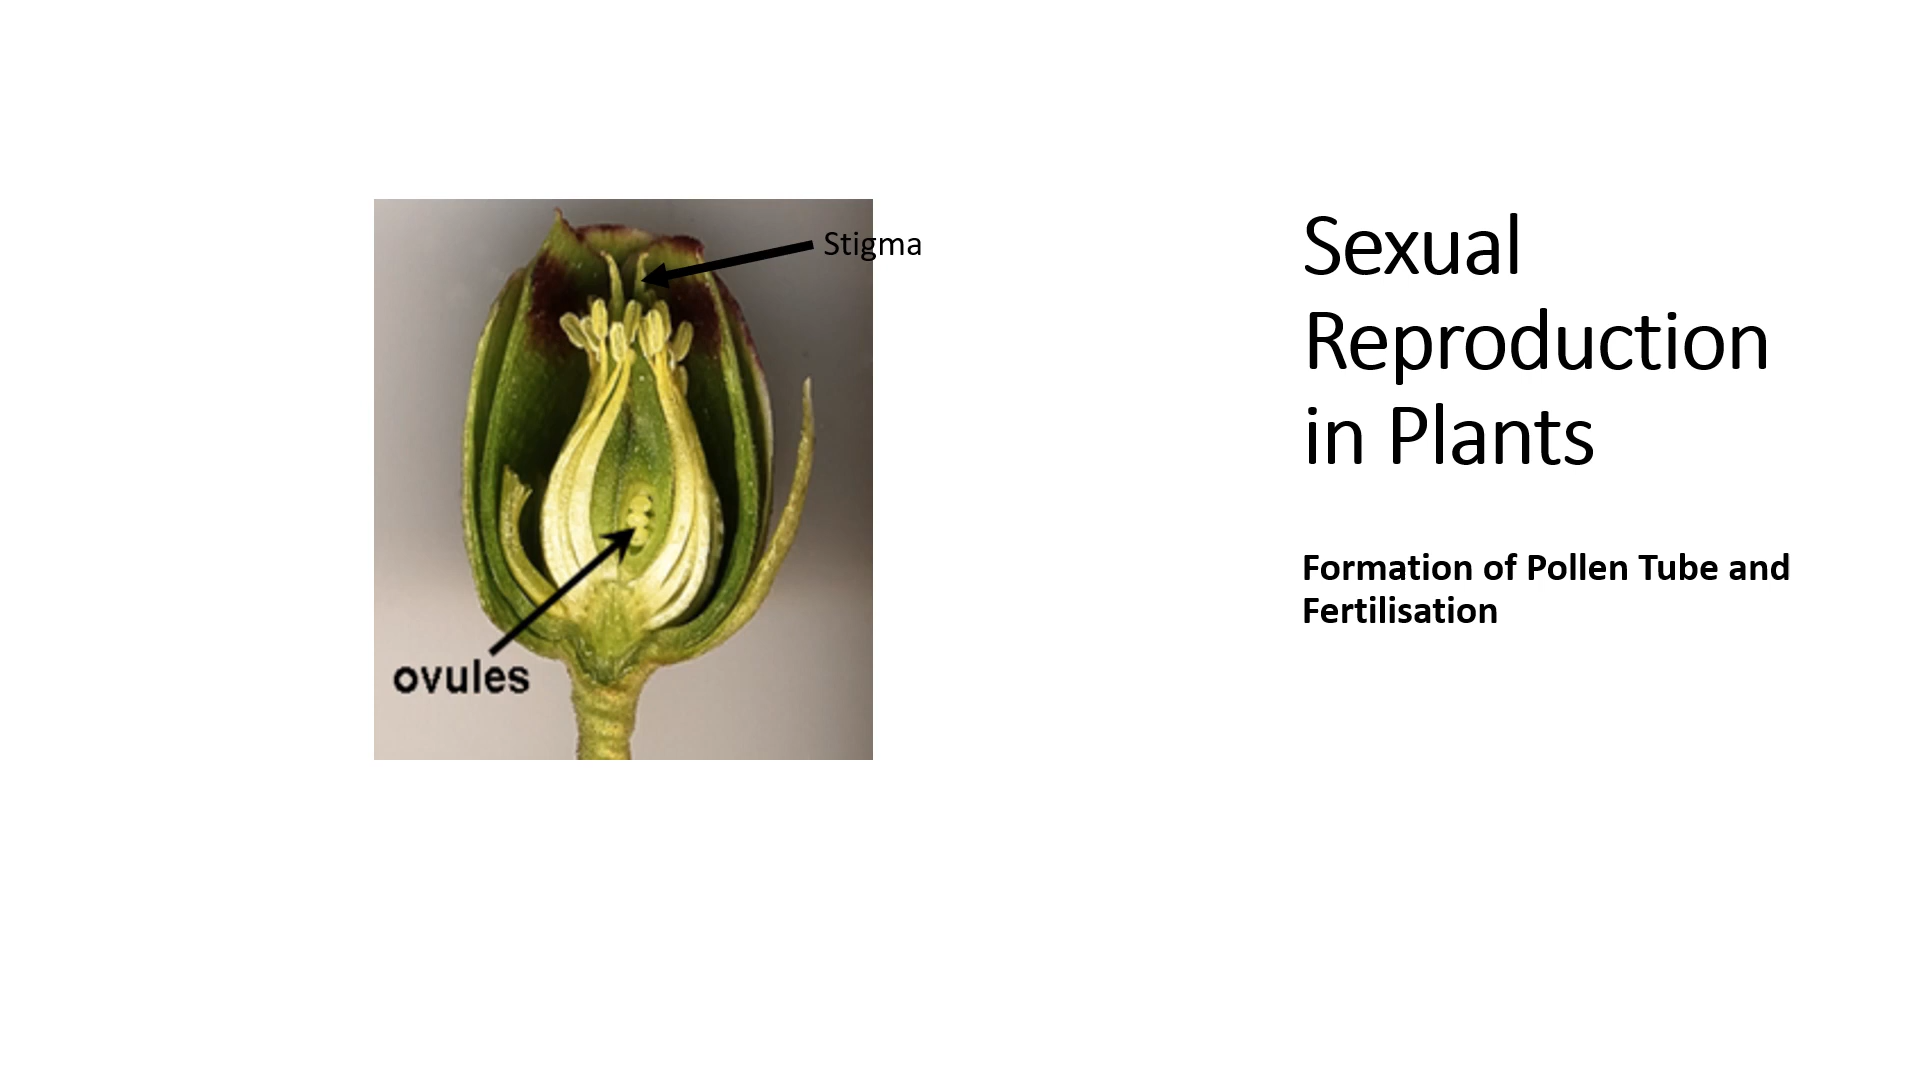 Stigma
ovules
Sexual
Reproduction
in Plants
Formation of Pollen Tube and
Fertilisation